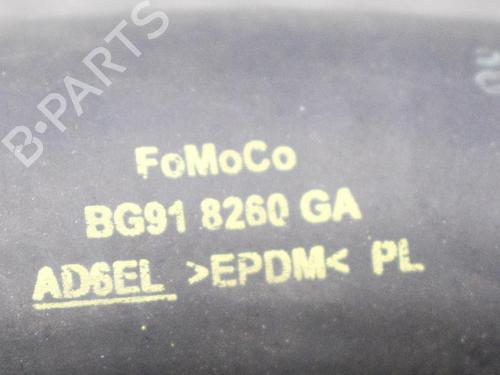 B-PARTS
FoMoCo
BG91 8260 GA
AD6EL >EPDM< PL